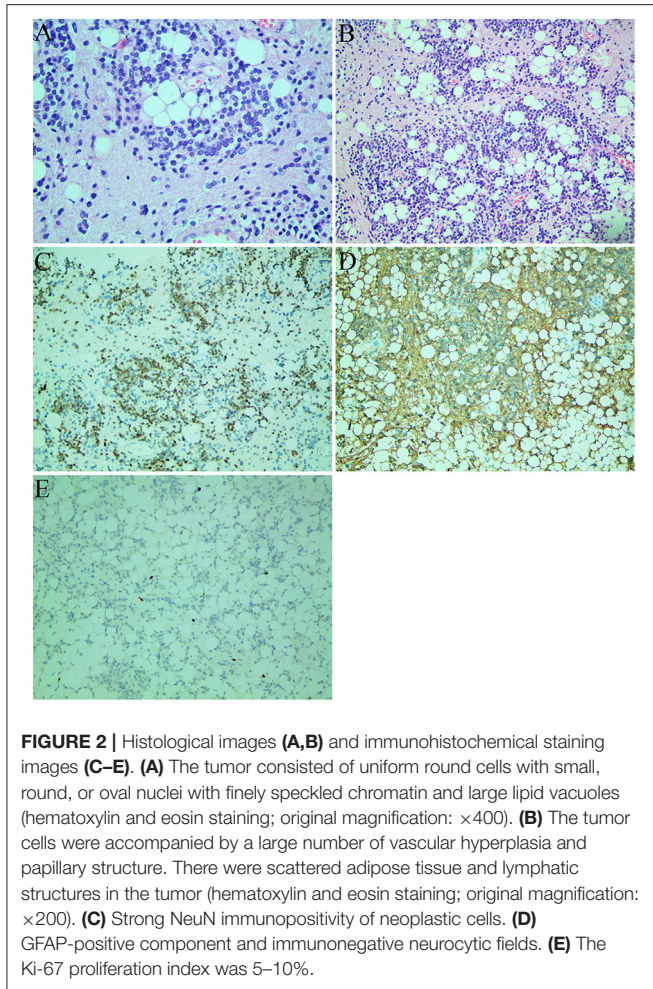 A
B
C
D
E
FIGURE 2 | Histological images (A,B) and immunohistochemical staining
images (C–E). (A) The tumor consisted of uniform round cells with small,
round, or oval nuclei with finely speckled chromatin and large lipid vacuoles
(hematoxylin and eosin staining; original magnification: ×400). (B) The tumor
cells were accompanied by a large number of vascular hyperplasia and
papillary structure. There were scattered adipose tissue and lymphatic
structures in the tumor (hematoxylin and eosin staining; original magnification:
×200). (C) Strong NeuN immunopositivity of neoplastic cells. (D)
GFAP-positive component and immunonegative neurocytic fields. (E) The
Ki-67 proliferation index was 5–10%.